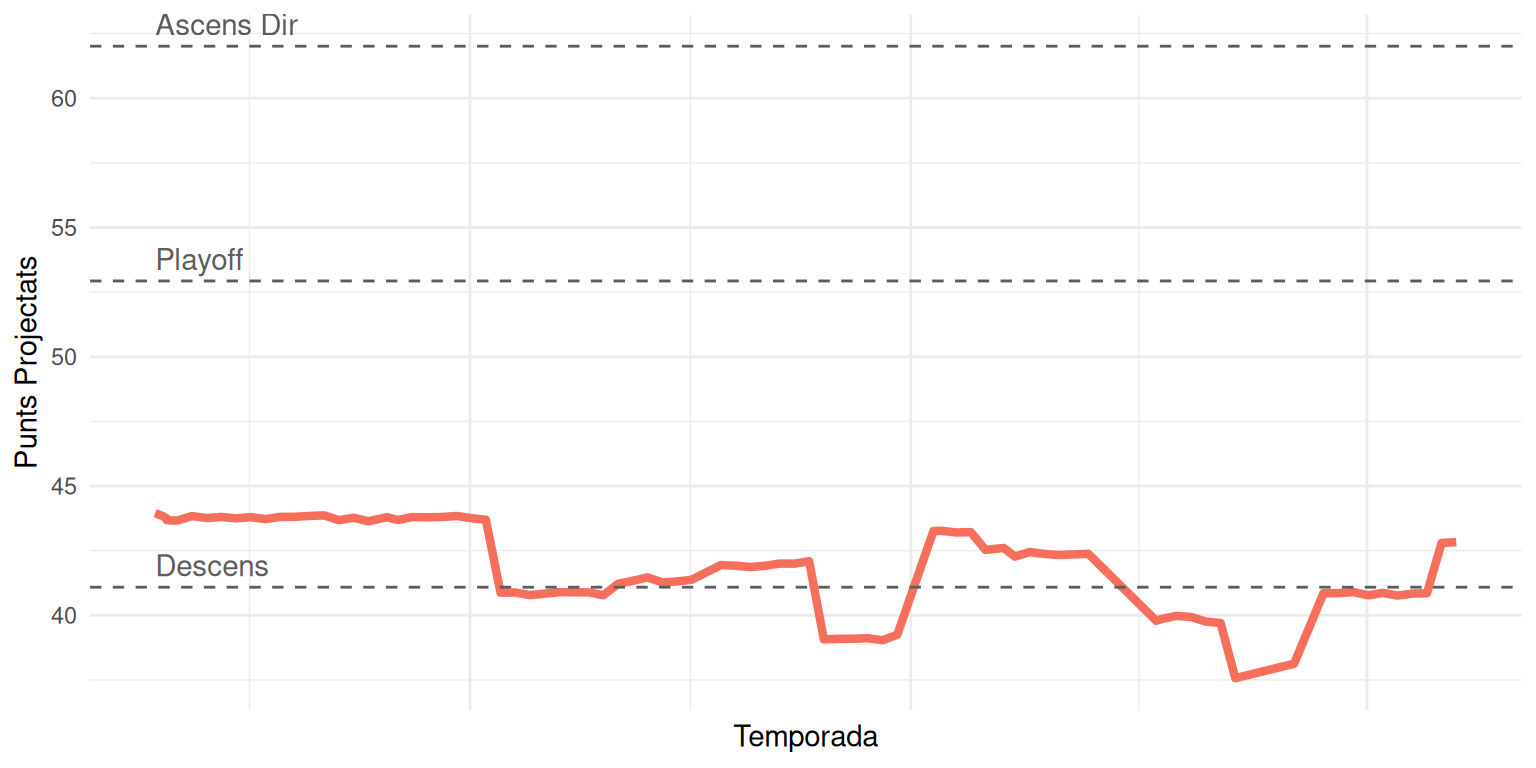 Ascens Dir
60
55
Playoff
50
45
Descens
40
Punts Projectats
Temporada